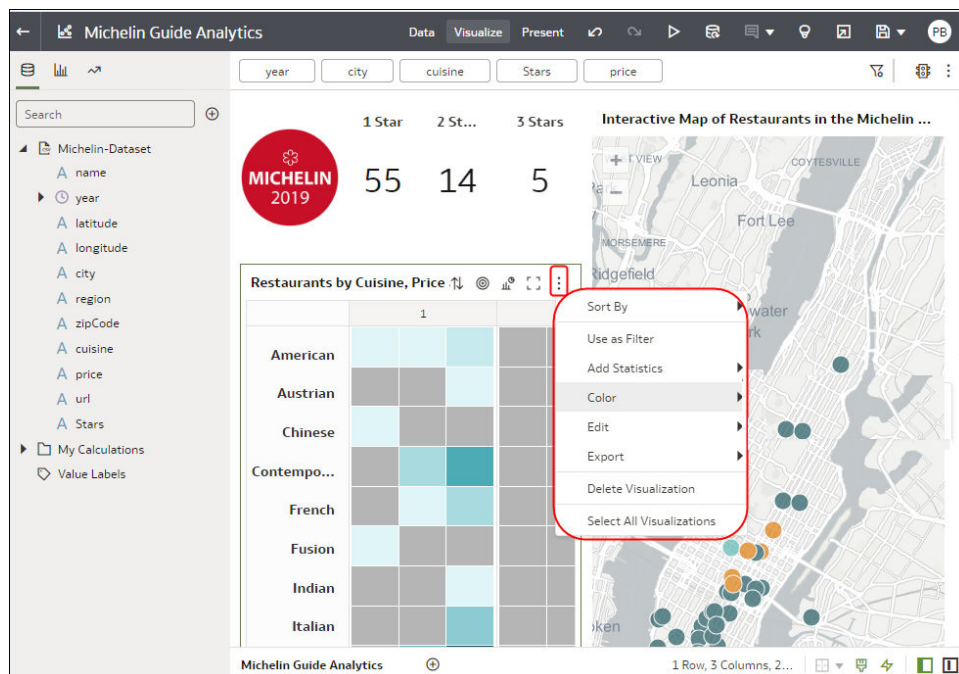 Michelin Guide Analytics
Data Visualize Present
PB
year city cuisine Stars price
Search
Michelin-Dataset
name
year
latitude
longitude
city
region
zipCode
cuisine
price
url
Stars
My Calculations
Value Labels
MICHELIN
2019
1 Star 2 St... 3 Stars
55 14 5
Interactive Map of Restaurants in the Michelin ...
COYTESVILLE
Leonia
Fort Lee
MORSEMERE
Ridgefield
Restaurants by Cuisine, Price
1
American
Austrian
Chinese
Contempo...
French
Fusion
Indian
Italian
Sort By
Use as Filter
Add Statistics
Color
Edit
Export
Delete Visualization
Select All Visualizations
Michelin Guide Analytics
1 Row, 3 Columns, 2...